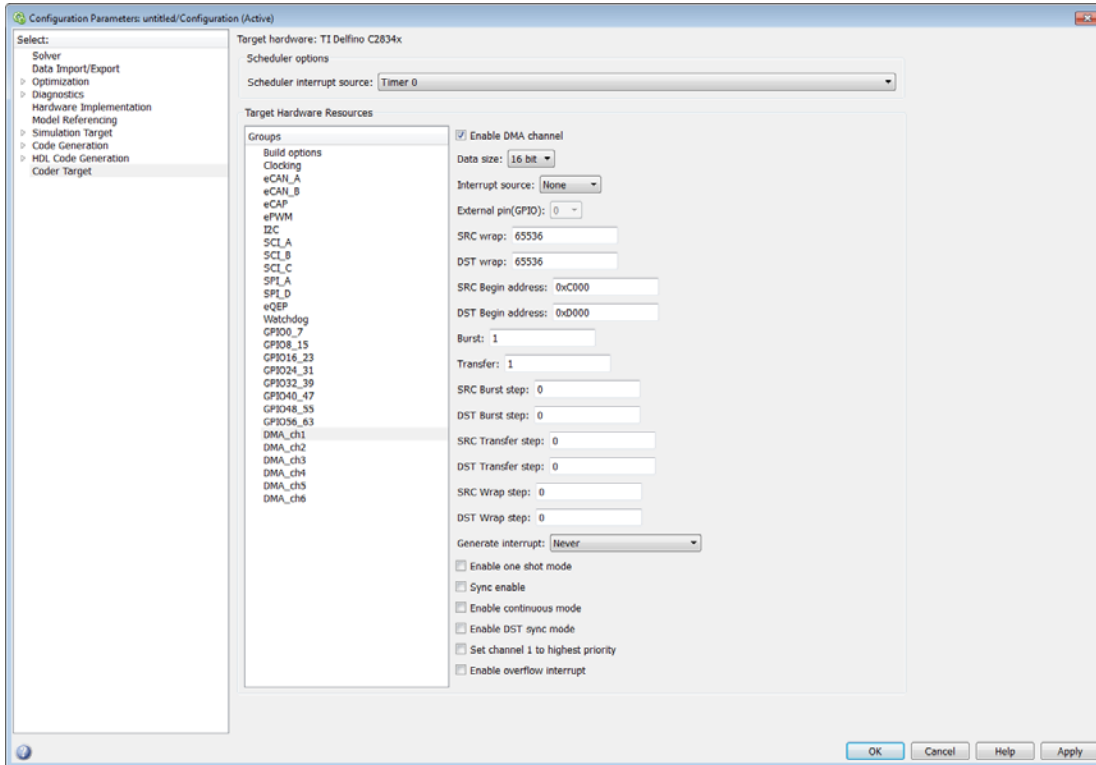 Configuration Parameters: untitled/Configuration (Active)
Select:
Solver
Data Import/Export
Optimization
Diagnostics
Hardware Implementation
Model Referencing
Simulation Target
Code Generation
HDL Code Generation
Coder Target
Target hardware: TI Delfino C2834x
Scheduler options
Scheduler interrupt source: Timer 0
Target Hardware Resources
Groups
Build options
Clocking
eCAN_A
eCAN_B
eCAP
ePWM
I2C
SCI_A
SCI_B
SCI_C
SPI_A
SPI_D
eQEP
Watchdog
GPIO0_7
GPIO8_15
GPIO16_23
GPIO24_31
GPIO32_39
GPIO40_47
GPIO48_55
GPIO56_63
DMA_ch1
DMA_ch2
DMA_ch3
DMA_ch4
DMA_ch5
DMA_ch6
Enable DMA channel
Data size: 16 bit
Interrupt source: None
External pin(GPIO): 0
SRC wrap: 65536
DST wrap: 65536
SRC Begin address: 0xC000
DST Begin address: 0xD000
Burst: 1
Transfer: 1
SRC Burst step: 0
DST Burst step: 0
SRC Transfer step: 0
DST Transfer step: 0
SRC Wrap step: 0
DST Wrap step: 0
Generate interrupt: Never
Enable one shot mode
Sync enable
Enable continuous mode
Enable DST sync mode
Set channel 1 to highest priority
Enable overflow interrupt
OK Cancel Help Apply